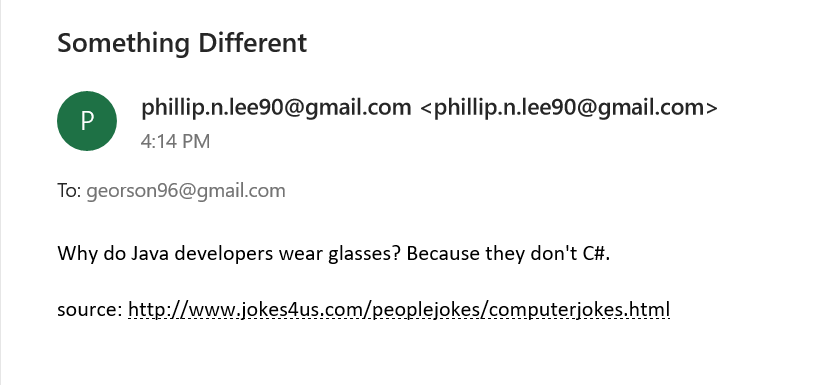 Something Different
P
phillip.n.lee90@gmail.com <phillip.n.lee90@gmail.com>
4:14 PM
To: georson96@gmail.com
Why do Java developers wear glasses? Because they don't C#.
source: http://www.jokes4us.com/peoplejokes/computerjokes.html